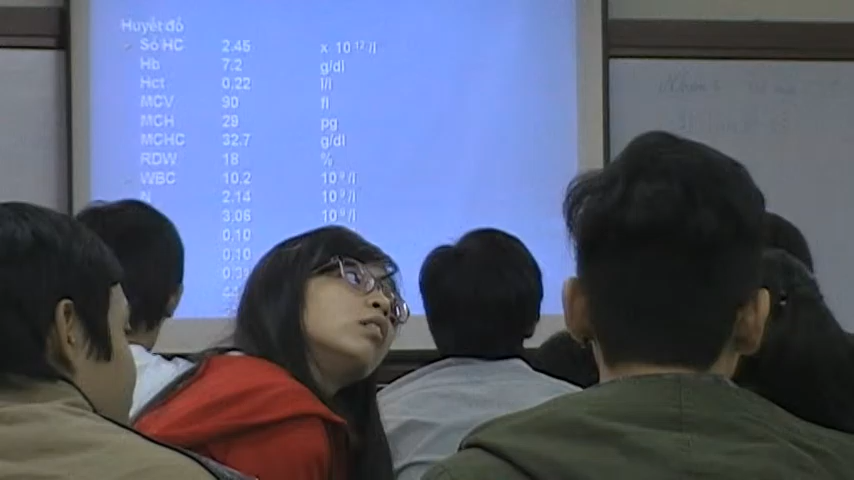 Huyết đồ
Số HC 2.45 x 10 12 /l
Hb 7.2 g/dl
Hct 0.22 l/l
MCV 90 fl
MCH 29 pg
MCHC 32.7 g/dl
RDW 18 %
WBC 10.2 10 9 /l
N 2.14 10 9 /l
3.06 10 9 /l
0.10
0.10